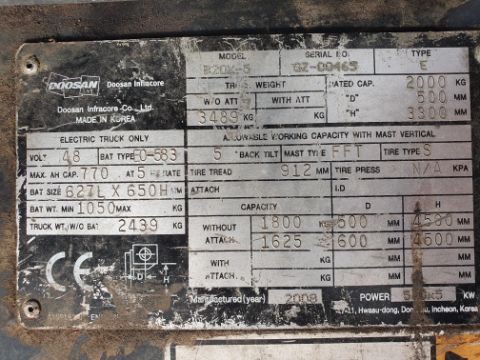 DOOSAN Doosan Infracore
Doosan Infracore Co., Ltd.
MADE IN KOREA
MODEL SERIAL NO. TYPE
B20X-5 GZ-00465 E
TRUCK WEIGHT RATED CAP. 2000 KG
W/O ATT WITH ATT "D" 500 MM
3489 KG KG "H" 3300 MM
ELECTRIC TRUCK ONLY
VOLT 48 BAT TYPE
MAX. AH CAP. 770 AT 5 RATE
BAT SIZE 627L X 650H MM
BAT WT. MIN 1050 MAX KG
TRUCK WT. W/O BAT 2439 KG
ALLOWABLE WORKING CAPACITY WITH MAST VERTICAL
5 BACK TILT MAST TYPE FFT TIRE TYPE S
TIRE TREAD 912 MM TIRE PRESS N/A KPA
ATTACH I.D
CAPACITY D H
WITHOUT ATTACH
1800 KG 500 MM MM
1625 KG 600 MM 4600 MM
WITH ATTACH
KG MM MM
KG MM MM
CE
Manufactured (year) 2008 POWER KW
Incheon, Korea